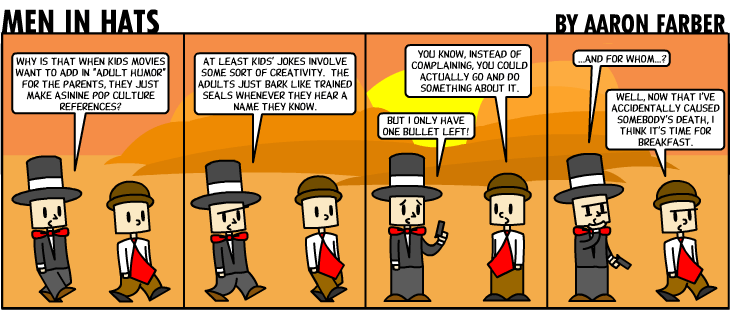 MEN IN HATS
BY AARON FARBER
WHY IS THAT WHEN KIDS MOVIES
WANT TO ADD IN "ADULT HUMOR"
FOR THE PARENTS, THEY JUST
MAKE ASININE POP CULTURE
REFERENCES?
AT LEAST KIDS' JOKES INVOLVE
SOME SORT OF CREATIVITY. THE
ADULTS JUST BARK LIKE TRAINED
SEALS WHENEVER THEY HEAR A
NAME THEY KNOW.
YOU KNOW, INSTEAD OF
COMPLAINING, YOU COULD
ACTUALLY GO AND DO
SOMETHING ABOUT IT.
BUT I ONLY HAVE
ONE BULLET LEFT!
...AND FOR WHOM...?
WELL, NOW THAT I'VE
ACCIDENTALLY CAUSED
SOMEBODY'S DEATH, I
THINK IT'S TIME FOR
BREAKFAST.